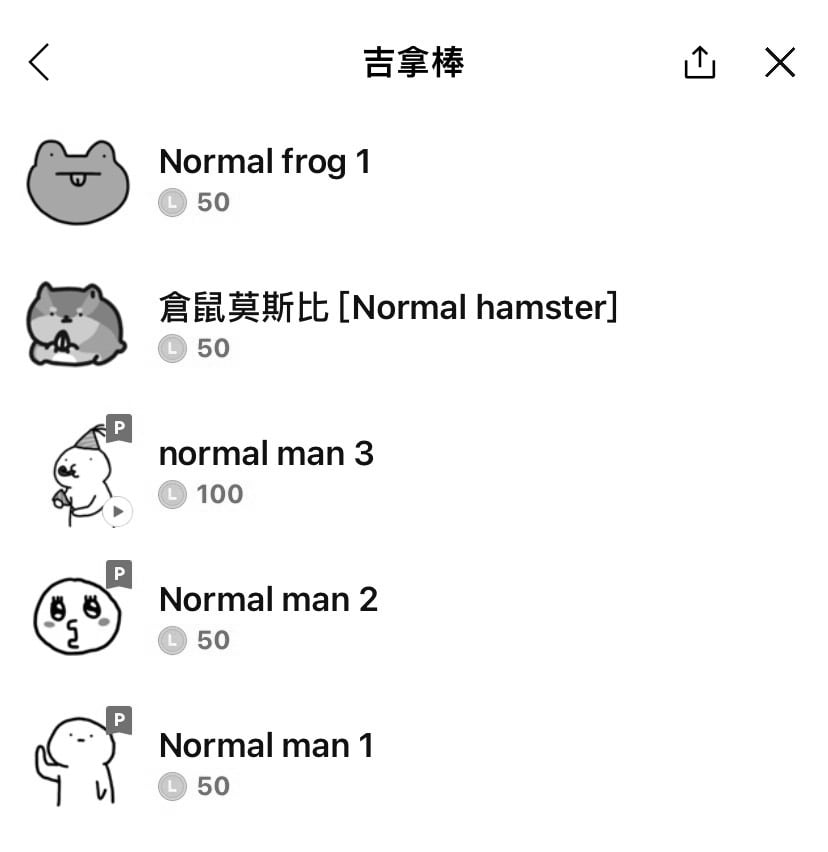 吉拿棒
Normal frog 1
L 50
倉鼠莫斯比 [Normal hamster]
L 50
P
normal man 3
L 100
P
Normal man 2
L 50
P
Normal man 1
L 50